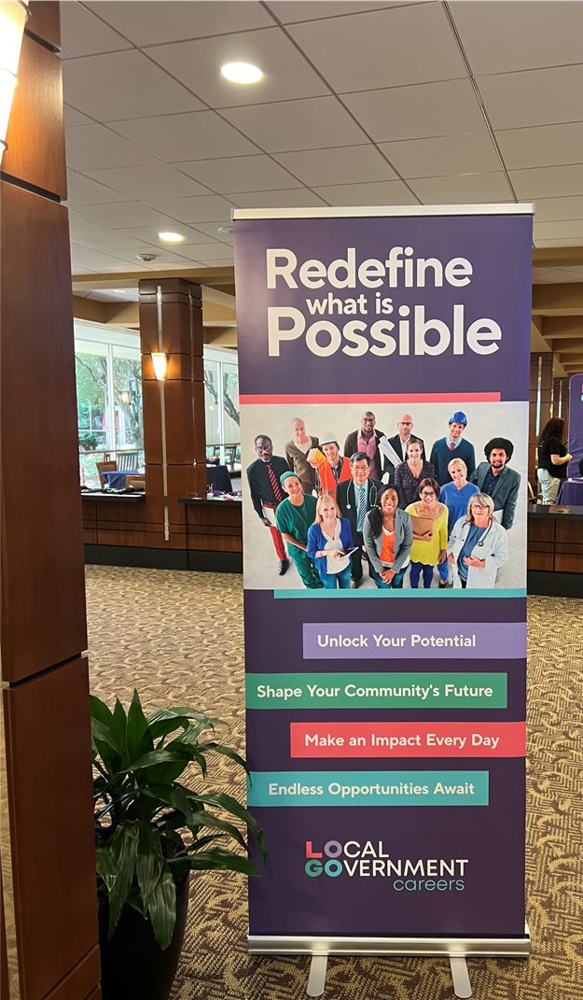 Redefine
what is
Possible
Unlock Your Potential
Shape Your Community's Future
Make an Impact Every Day
Endless Opportunities Await
LOCAL
GOVERNMENT
careers